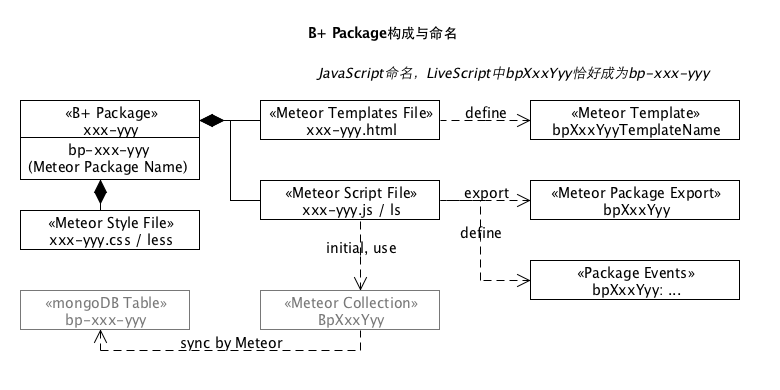 B+ Package构成与命名
JavaScript命名，LiveScript中bpXxxYyy恰好成为bp-xxx-yyy
«B+ Package»
xxx-yyy
bp-xxx-yyy
(Meteor Package Name)
«Meteor Templates File»
xxx-yyy.html
define
«Meteor Template»
bpXxxYyyTemplateName
«Meteor Style File»
xxx-yyy.css / less
«Meteor Script File»
xxx-yyy.js / ls
export
«Meteor Package Export»
bpXxxYyy
define
initial, use
«Package Events»
bpXxxYyy: ...
«mongoDB Table»
bp-xxx-yyy
«Meteor Collection»
BpXxxYyy
sync by Meteor